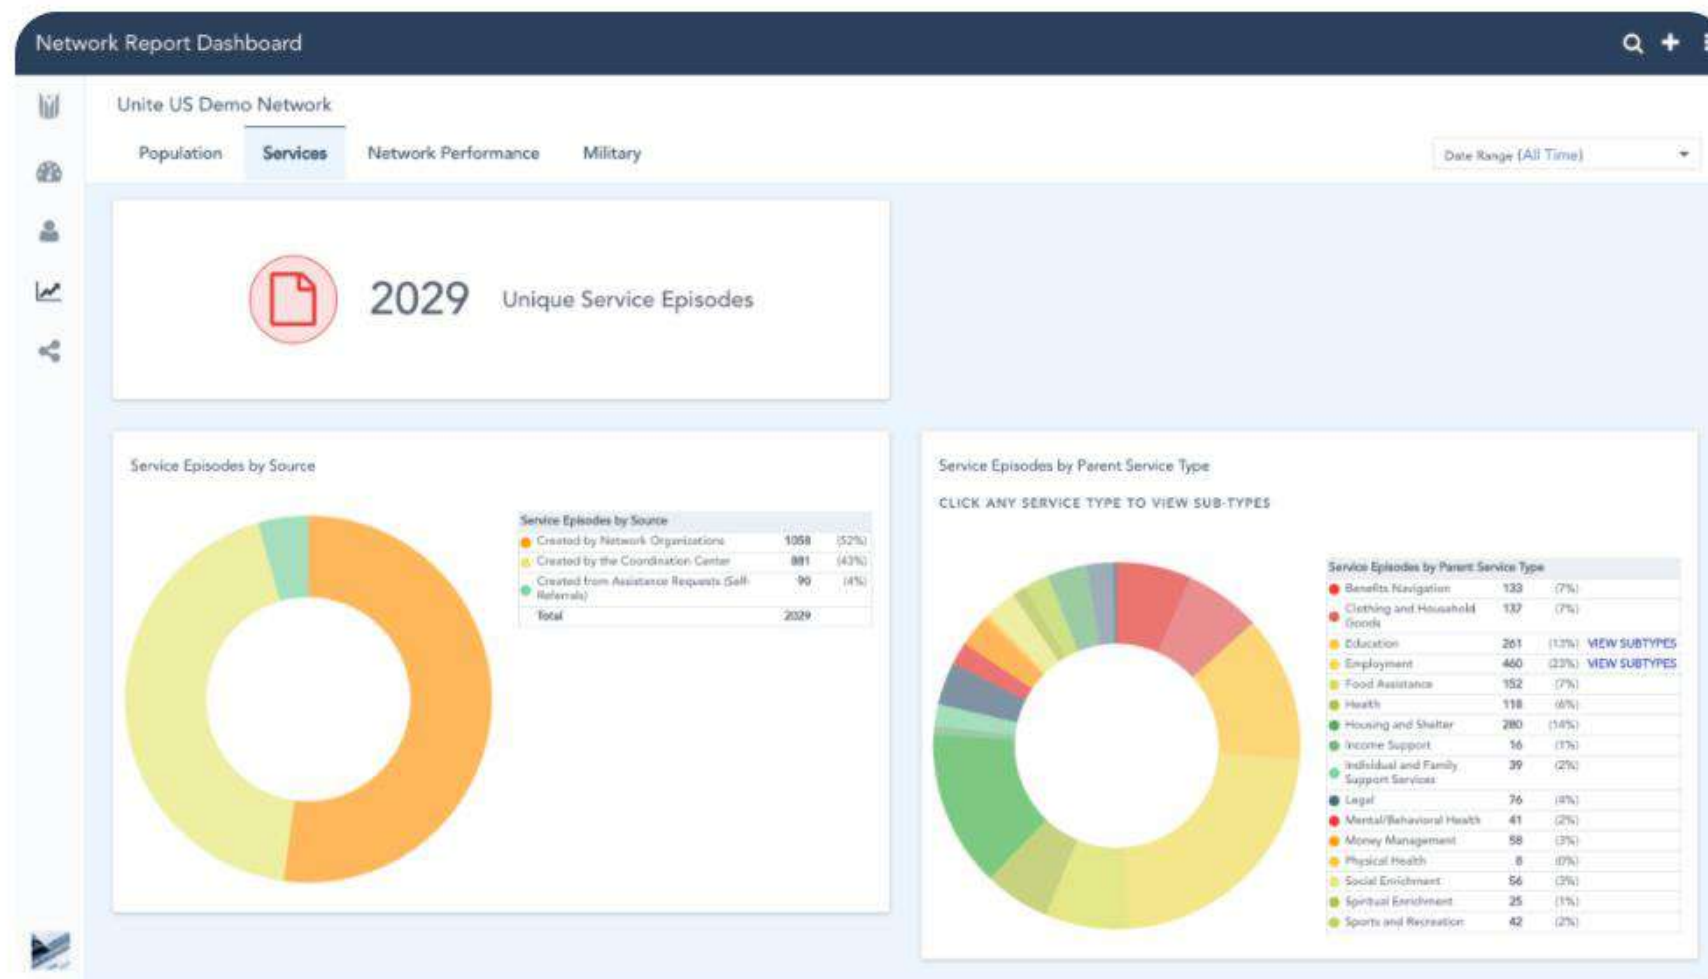 Network Report Dashboard
Unite US Demo Network
Population Services Network Performance Military
Date Range (All Time)
2029 Unique Service Episodes
Service Episodes by Source
Service Episodes by Source
Created by Network Organizations 1058 (52%)
Created by the Coordination Center 881 (43%)
Created from Assistance Requests (Self-
Referrals) 90 (4%)
Total 2029
Service Episodes by Parent Service Type
CLICK ANY SERVICE TYPE TO VIEW SUB-TYPES
Service Episodes by Parent Service Type
Benefits Navigation 133 (7%)
Clothing and Household
Goods 137 (7%)
Education 261 (13%) VIEW SUBTYPES
Employment 460 (23%) VIEW SUBTYPES
Food Assistance 152 (7%)
Health 118 (6%)
Housing and Shelter 280 (14%)
Income Support 16 (1%)
Individual and Family
Support Services 39 (2%)
Legal 76 (4%)
Mental/Behavioral Health 41 (2%)
Money Management 58 (3%)
Physical Health 8 (0%)
Social Enrichment 56 (3%)
Spiritual Enrichment 25 (1%)
Sports and Recreation 42 (2%)